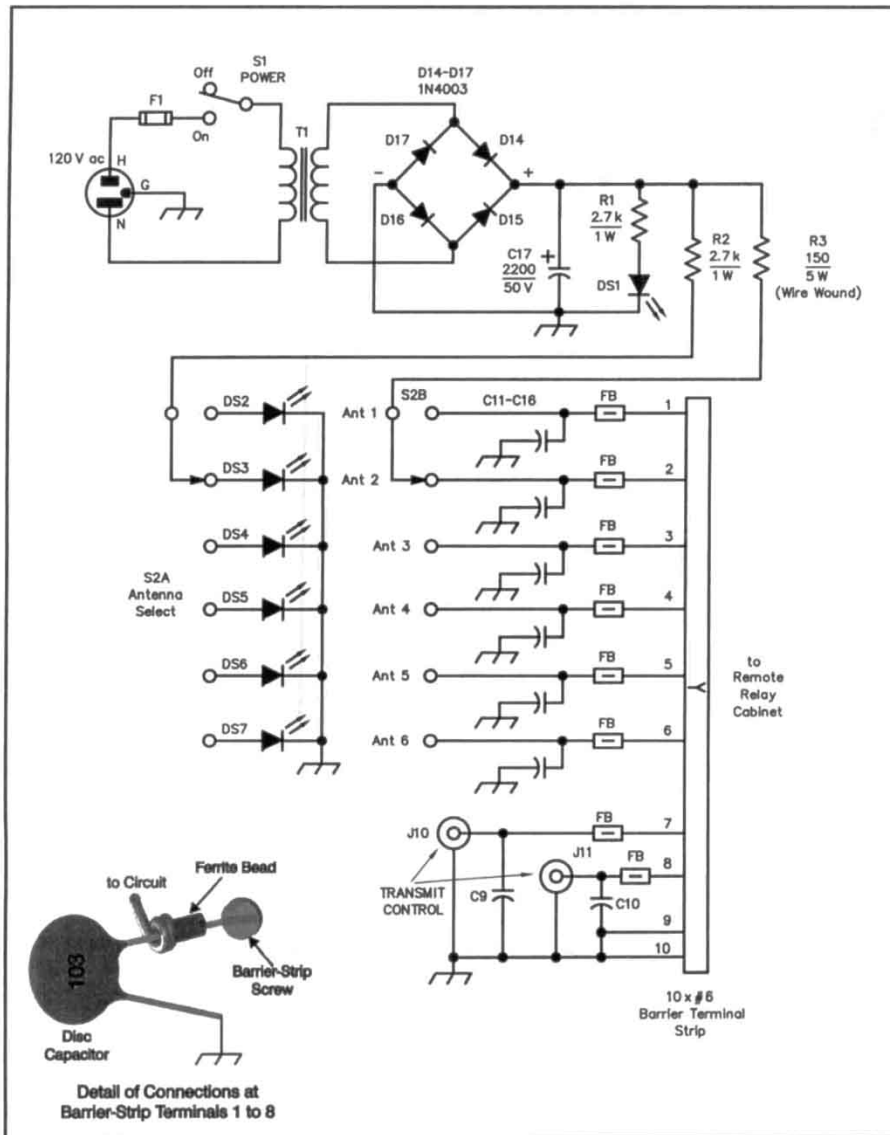 Off
S1
POWER
D14-D17
1N4003
F1
On
T1
D17
D14
120 V ac
H
G
N
-
+
D16
D15
R1
2.7 k
1 W
C17
2200
50 V
+
DS1
R2
2.7 k
1 W
R3
150
5 W
(Wire Wound)
DS2
Ant 1
S2B
C11-C16
FB
1
DS3
Ant 2
FB
2
DS4
Ant 3
FB
3
S2A
Antenna
Select
DS5
Ant 4
FB
4
DS6
Ant 5
FB
5
to
Remote
Relay
Cabinet
DS7
Ant 6
FB
6
J10
FB
7
J11
FB
8
TRANSMIT
CONTROL
C9
C10
9
10
10 x #6
Barrier Terminal
Strip
to Circuit
Ferrite Bead
103
Barrier-Strip
Screw
Disc
Capacitor
Detail of Connections at
Barrier-Strip Terminals 1 to 8